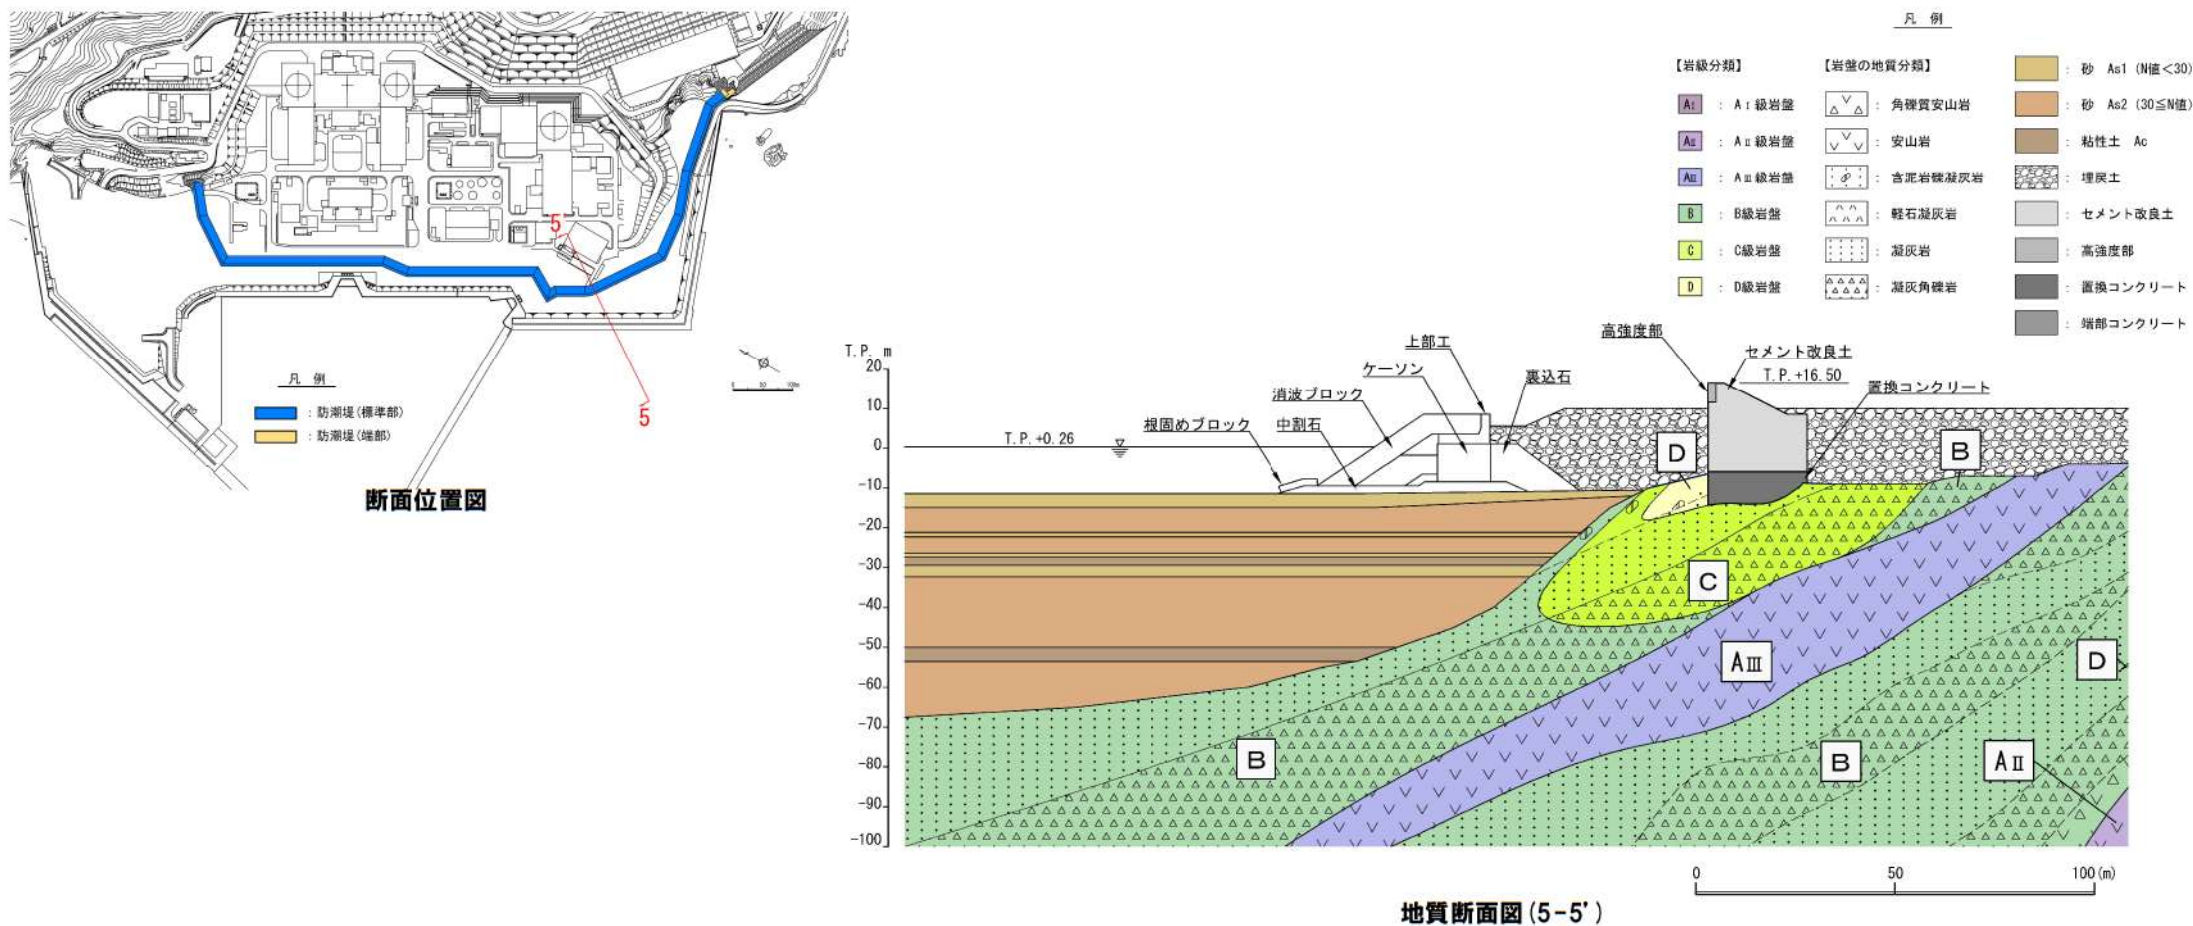 5'
5
0 50 100m
凡 例
: 防潮堤(標準部)
: 防潮堤(端部)
断面位置図
凡 例
【岩級分類】
AⅠ : AⅠ級岩盤
AⅡ : AⅡ級岩盤
AⅢ : AⅢ級岩盤
B : B級岩盤
C : C級岩盤
D : D級岩盤
【岩盤の地質分類】
: 角礫質安山岩
: 安山岩
: 含泥岩礫凝灰岩
: 軽石凝灰岩
: 凝灰岩
: 凝灰角礫岩
: 砂 As1 (N値<30)
: 砂 As2 (30≦N値)
: 粘性土 Ac
: 埋戻土
: セメント改良土
: 高強度部
: 置換コンクリート
: 端部コンクリート
T.P. m
20
10
0
-10
-20
-30
-40
-50
-60
-70
-80
-90
-100
T.P.+0.26
根固めブロック
消波ブロック
中割石
ケーソン
上部工
裏込石
高強度部
セメント改良土
T.P.+16.50
置換コンクリート
D
B
C
AⅢ
D
B
B
AⅡ
0 50 100(m)
地質断面図(5-5')